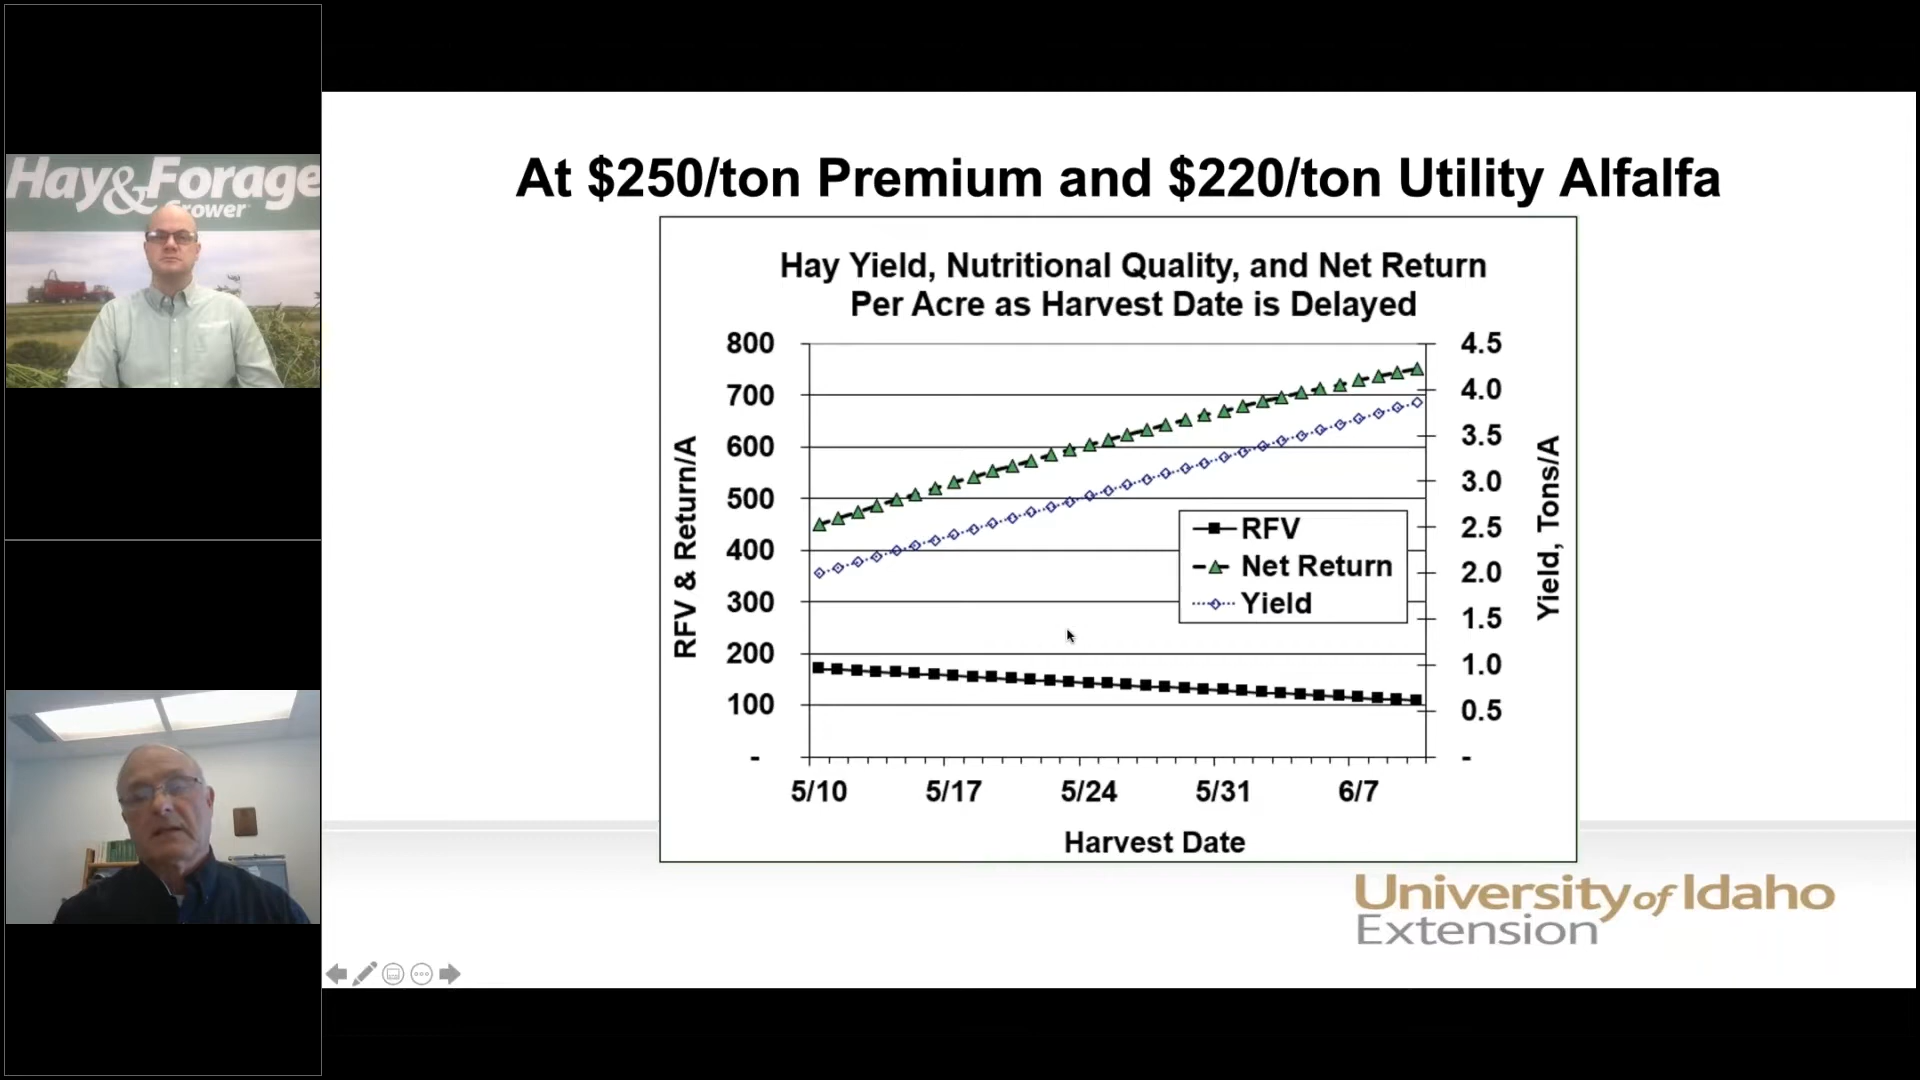 Hay&Forage
Grower
At $250/ton Premium and $220/ton Utility Alfalfa
Hay Yield, Nutritional Quality, and Net Return
Per Acre as Harvest Date is Delayed
RFV & Return/A
800
700
600
500
400
300
200
100
-
4.5
4.0
3.5
3.0
2.5
2.0
1.5
1.0
0.5
-
Yield, Tons/A
RFV
Net Return
Yield
5/10 5/17 5/24 5/31 6/7
Harvest Date
University of Idaho
Extension